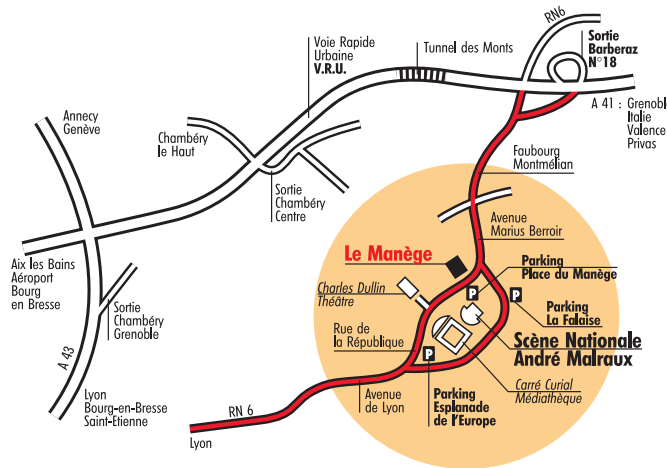 RN6
Sortie
Barberaz
N°18
Voie Rapide
Urbaine
V.R.U.
Tunnel des Monts
A 41 : Grenobl
Italie
Valence
Privas
Annecy
Genève
Chambéry
le Haut
Faubourg
Montmélian
Sortie
Chambéry
Centre
Avenue
Marius Berroir
Le Manège
Parking
Place du Manège
Aix les Bains
Aéroport
Bourg
en Bresse
Charles Dullin
Théâtre
P
P
Parking
La Falaise
Sortie
Chambéry
Grenoble
Rue de
la République
Scène Nationale
André Malraux
P
A 43
Carré Curial
Médiathèque
Lyon
Bourg-en-Bresse
Saint-Etienne
Avenue
de Lyon
Parking
Esplanade
de l'Europe
RN 6
Lyon